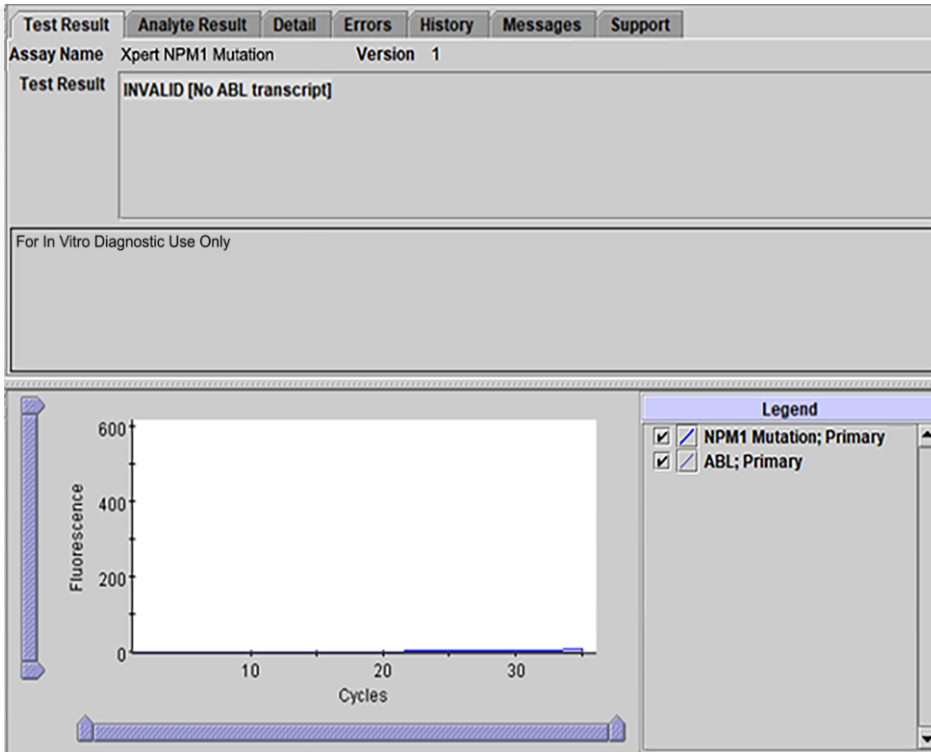 Test Result Analyte Result Detail Errors History Messages Support
Assay Name Xpert NPM1 Mutation Version 1
Test Result INVALID [No ABL transcript]
For In Vitro Diagnostic Use Only
Legend
NPM1 Mutation; Primary
ABL; Primary
600
400
200
0
Fluorescence
10 20 30
Cycles